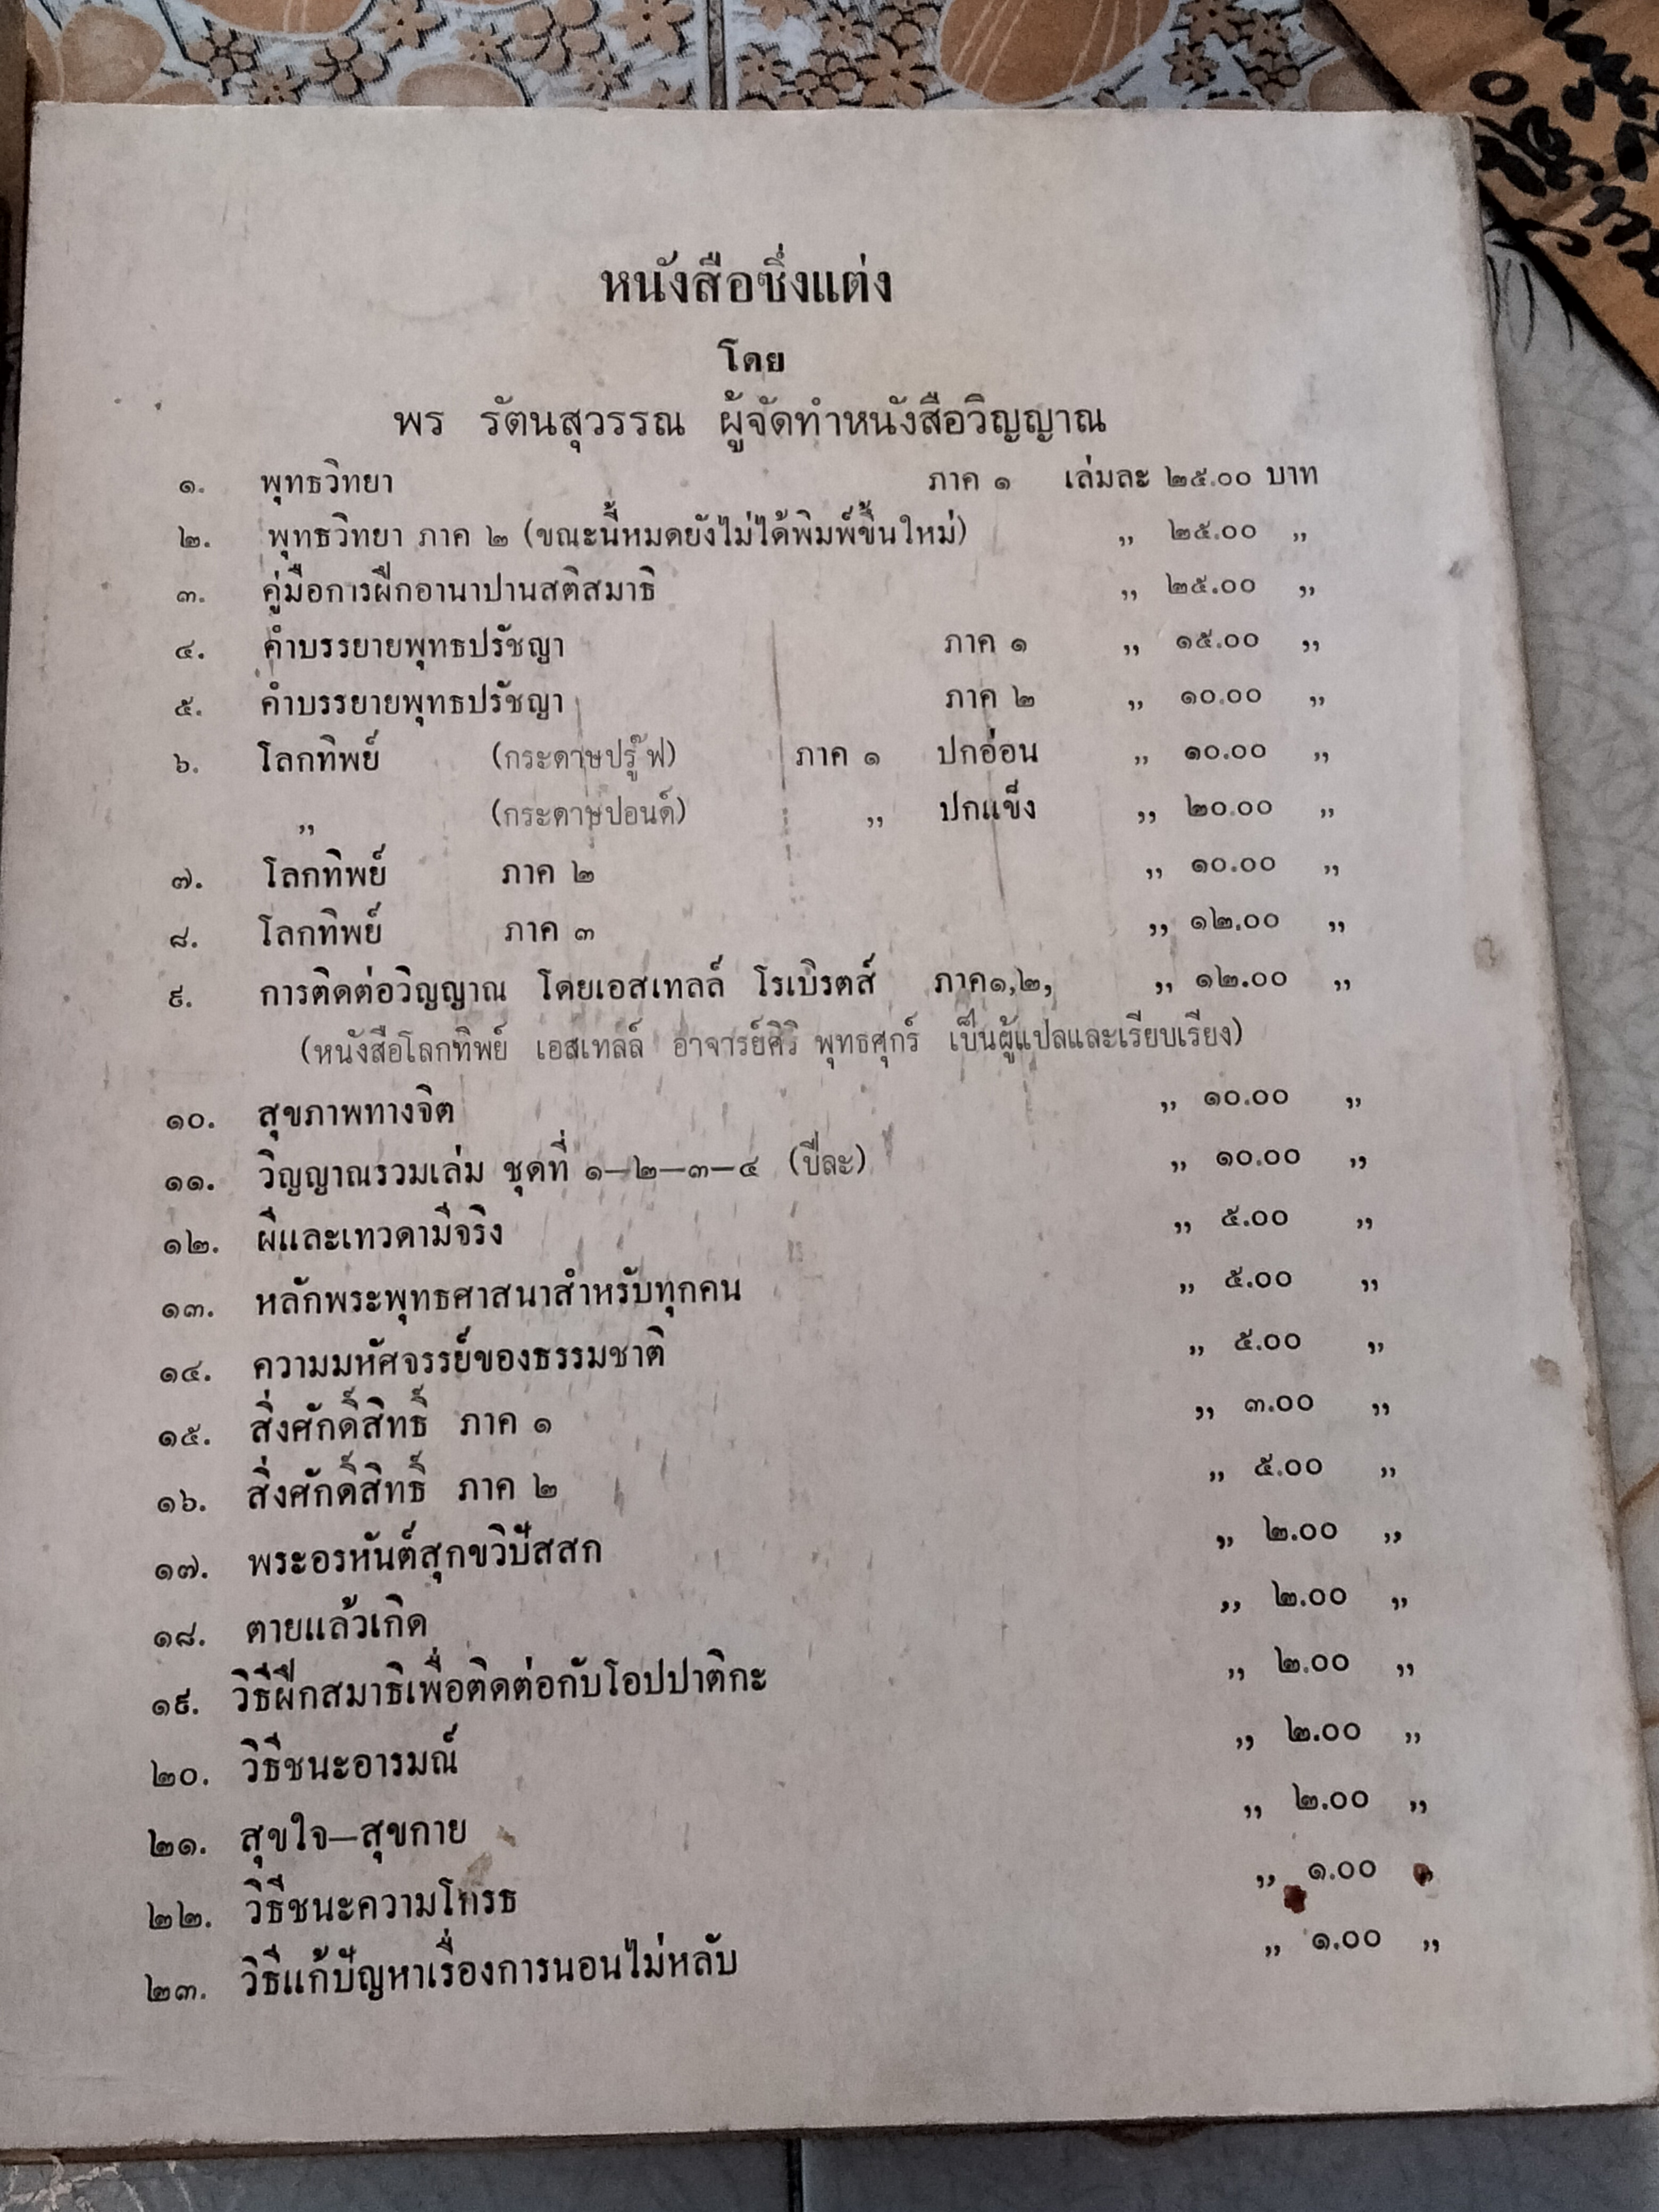 หนังสือซึ่งแต่ง
โดย
พร รัตนสุวรรณ ผู้จัดทำหนังสือวิญญาณ
๑. พุทธวิทยา ภาค ๑ เล่มละ ๒๕.๐๐ บาท
๒. พุทธวิทยา ภาค ๒ (ขณะนี้หมดยังไม่ได้พิมพ์ขึ้นใหม่) ,, ๒๕.๐๐ ,,
๓. คู่มือการฝึกอานาปานสติสมาธิ ,, ๒๕.๐๐ ,,
๔. คำบรรยายพุทธปรัชญา ภาค ๑ ,, ๑๕.๐๐ ,,
๕. คำบรรยายพุทธปรัชญา ภาค ๒ ,, ๑๐.๐๐ ,,
๖. โลกทิพย์ (กระดาษปรู๊ฟ) ภาค ๑ ปกอ่อน ,, ๑๐.๐๐ ,,
,, (กระดาษปอนด์) ,, ปกแข็ง ,, ๒๐.๐๐ ,,
๗. โลกทิพย์ ภาค ๒ ,, ๑๐.๐๐ ,,
๘. โลกทิพย์ ภาค ๓ ,, ๑๒.๐๐ ,,
๙. การติดต่อวิญญาณ โดยเอสเทลล์ โรเบิรตส์ ภาค๑,๒, ,, ๑๒.๐๐ ,,
(หนังสือโลกทิพย์ เอสเทลล์ อาจารย์ศิริ พุทธศุกร์ เป็นผู้แปลและเรียบเรียง)
๑๐. สุขภาพทางจิต ,, ๑๐.๐๐ ,,
๑๑. วิญญาณรวมเล่ม ชุดที่ ๑—๒—๓—๔ (ปีละ) ,, ๑๐.๐๐ ,,
๑๒. ผีและเทวดามีจริง ,, ๕.๐๐ ,,
๑๓. หลักพระพุทธศาสนาสำหรับทุกคน ,, ๕.๐๐ ,,
๑๔. ความมหัศจรรย์ของธรรมชาติ ,, ๕.๐๐ ,,
๑๕. สิ่งศักดิ์สิทธิ์ ภาค ๑ ,, ๓.๐๐ ,,
๑๖. สิ่งศักดิ์สิทธิ์ ภาค ๒ ,, ๕.๐๐ ,,
๑๗. พระอรหันต์สุกขวิปัสสก ,, ๒.๐๐ ,,
๑๘. ตายแล้วเกิด ,, ๒.๐๐ ,,
๑๙. วิธีฝึกสมาธิเพื่อติดต่อกับโอปปาติกะ ,, ๒.๐๐ ,,
๒๐. วิธีชนะอารมณ์ ,, ๒.๐๐ ,,
๒๑. สุขใจ—สุขกาย ,, ๒.๐๐ ,,
๒๒. วิธีชนะความโกรธ ,, ๑.๐๐ ,,
๒๓. วิธีแก้ปัญหาเรื่องการนอนไม่หลับ ,, ๑.๐๐ ,,